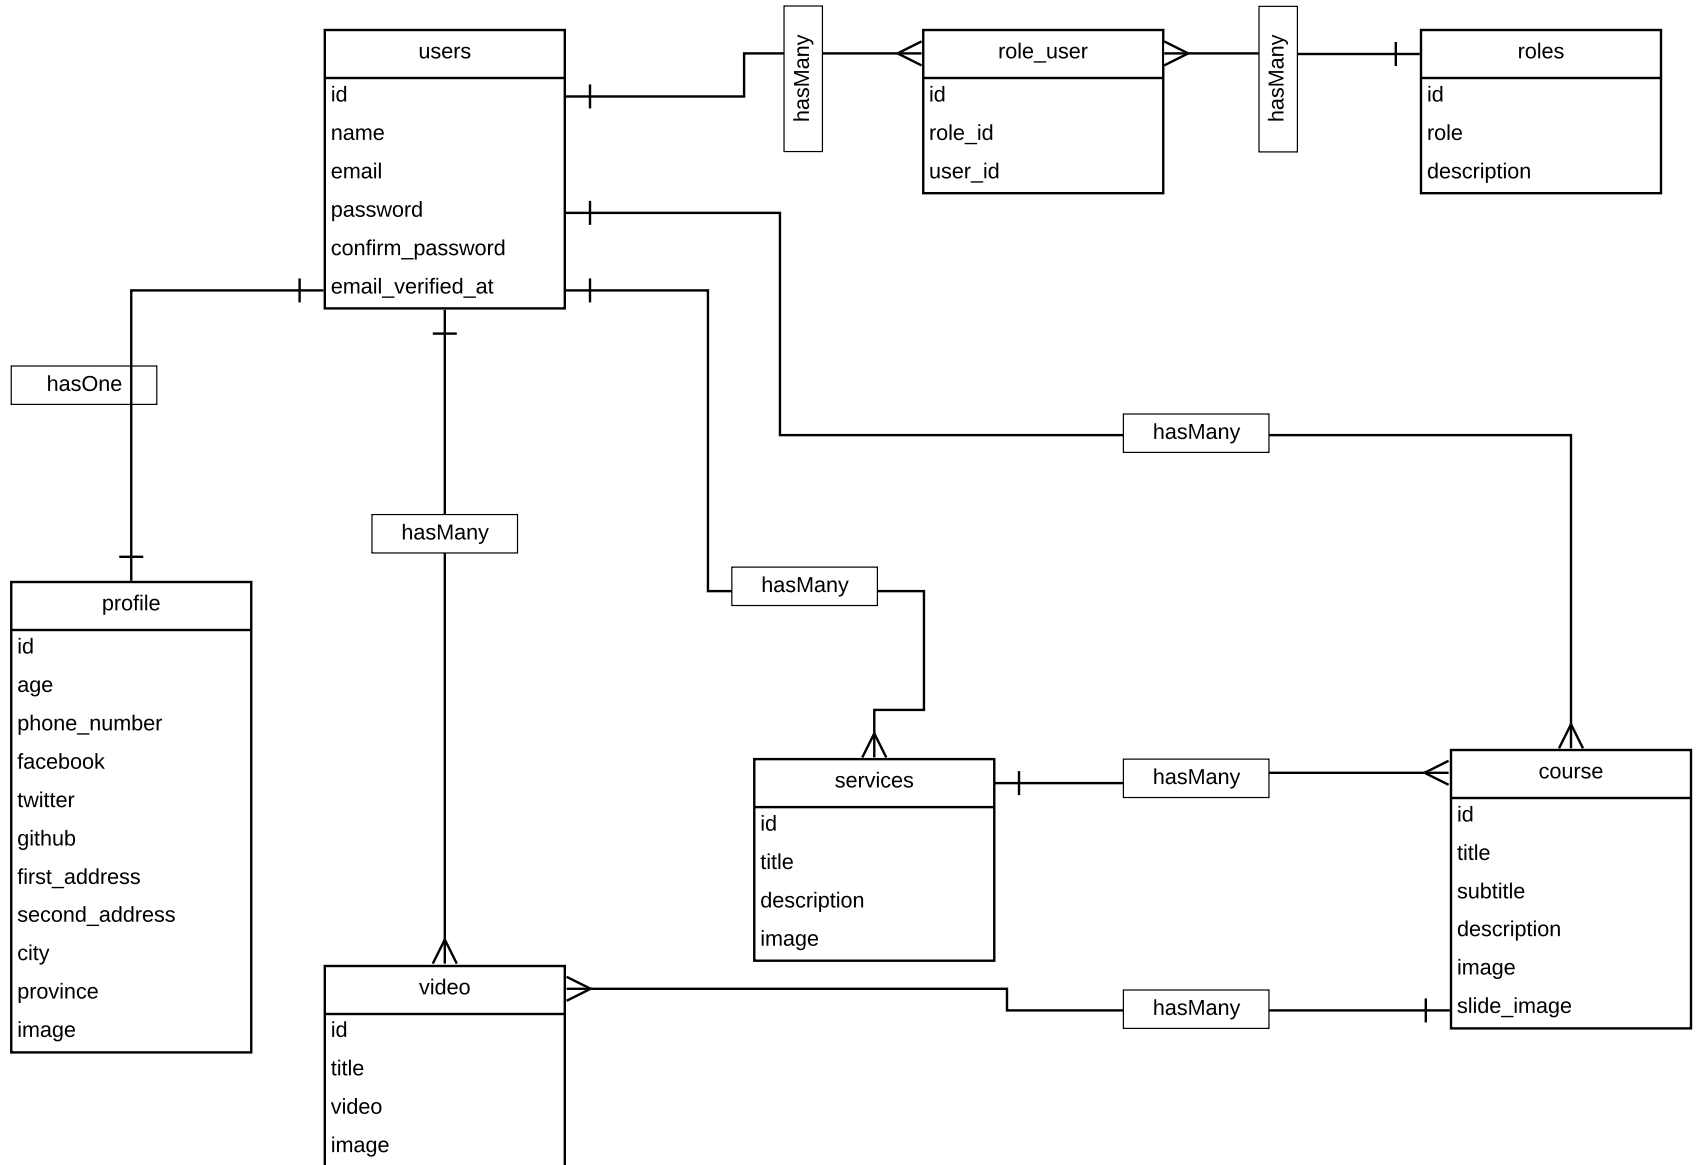 users
id
name
email
password
confirm_password
email_verified_at
hasMany
role_user
id
role_id
user_id
hasMany
roles
id
role
description
hasOne
hasMany
hasMany
hasMany
profile
id
age
phone_number
facebook
twitter
github
first_address
second_address
city
province
image
services
id
title
description
image
hasMany
course
id
title
subtitle
description
image
slide_image
video
id
title
video
image
hasMany